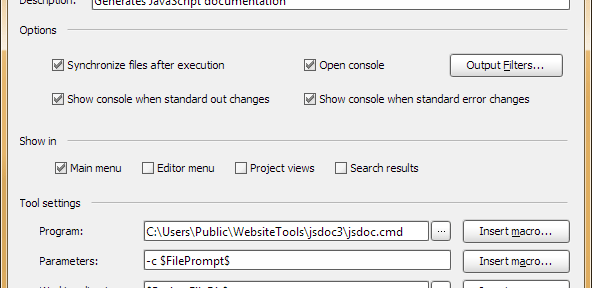 Description: Generates JavaScript documentation
Options
Synchronize files after execution Open console Output Filters...
Show console when standard out changes Show console when standard error changes
Show in
Main menu Editor menu Project views Search results
Tool settings
Program: C:\Users\Public\WebsiteTools\jsdoc3\jsdoc.cmd ... Insert macro...
Parameters: -c $FilePrompt$ Insert macro...